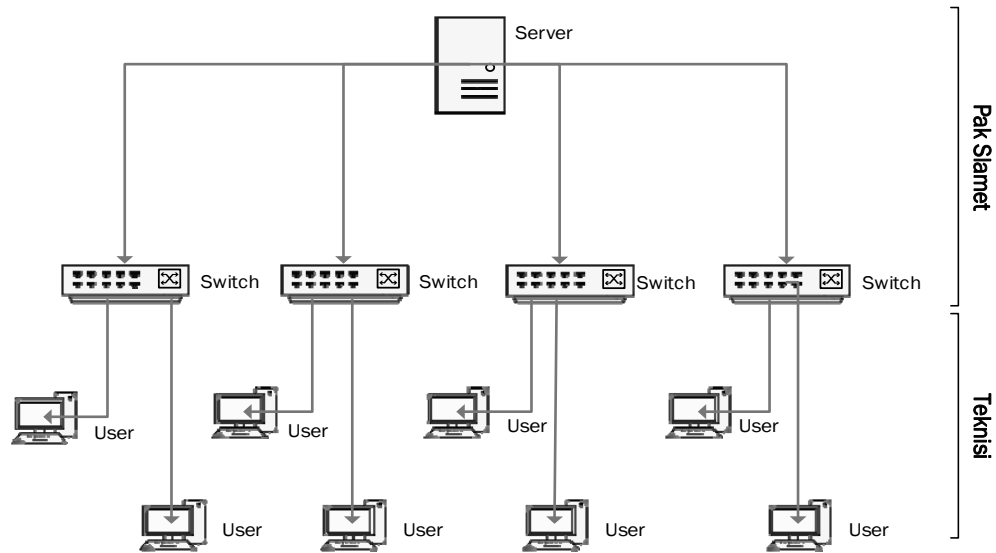 Server
Pak Slamet
Switch
Switch
Switch
Switch
User
User
User
User
Teknisi
User
User
User
User